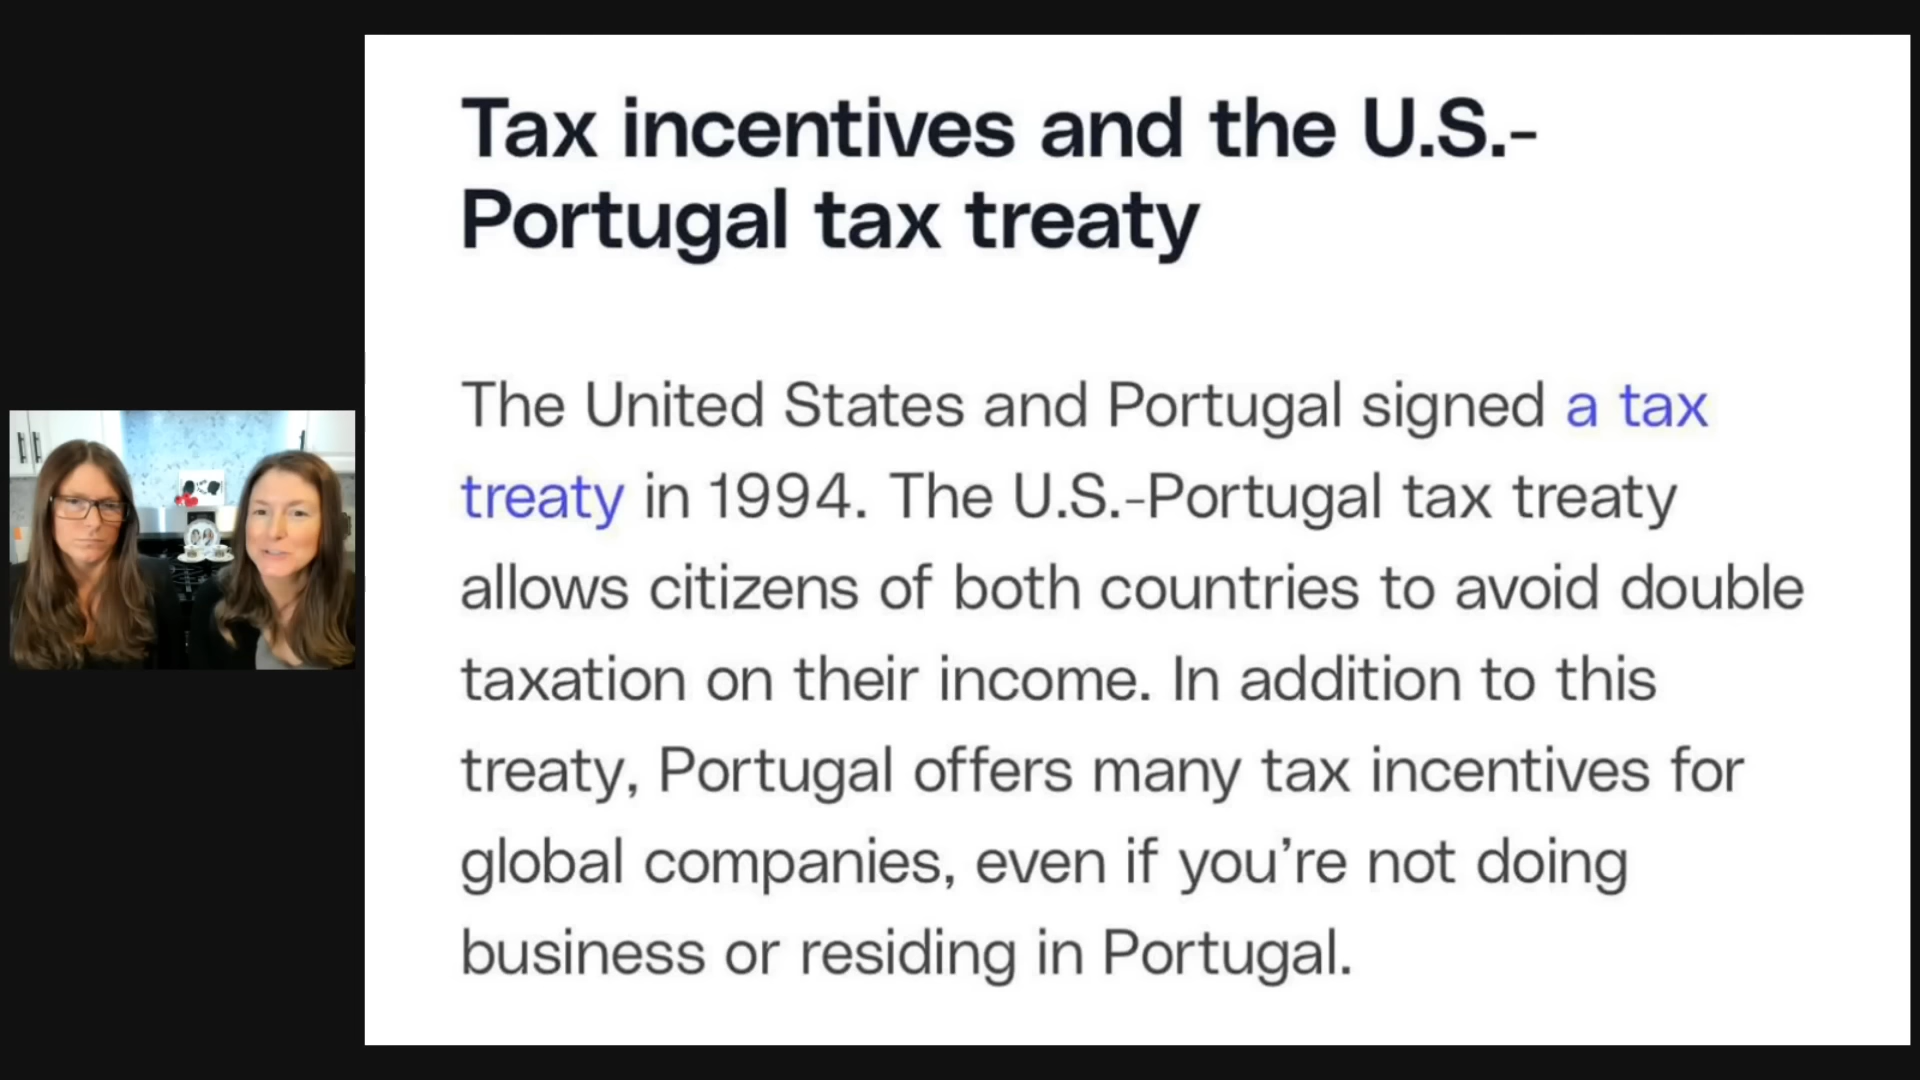 Tax incentives and the U.S.-
Portugal tax treaty
The United States and Portugal signed a tax
treaty in 1994. The U.S.-Portugal tax treaty
allows citizens of both countries to avoid double
taxation on their income. In addition to this
treaty, Portugal offers many tax incentives for
global companies, even if you’re not doing
business or residing in Portugal.